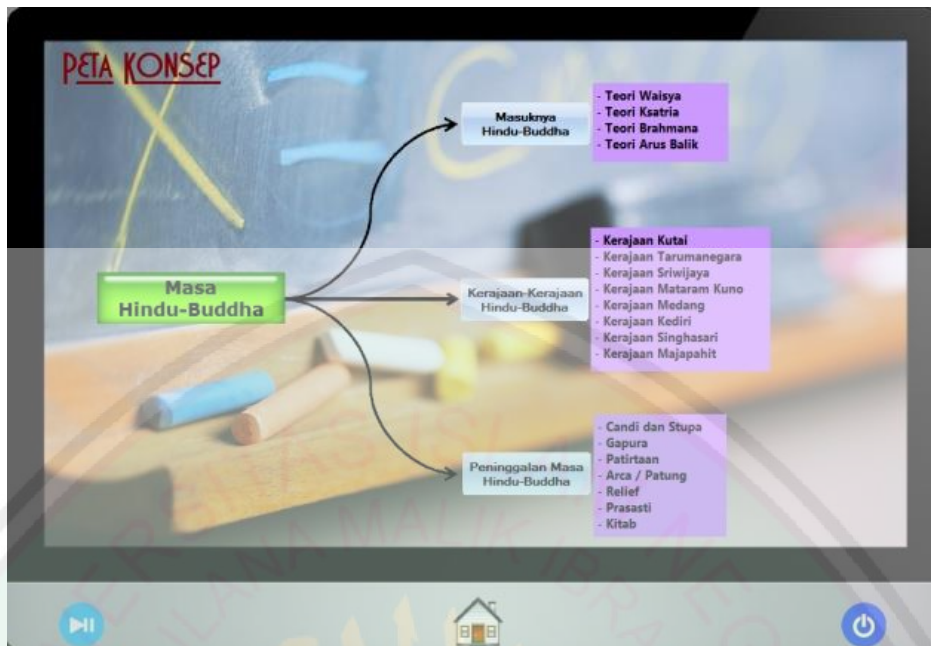 PETA KONSEP
Masuknya
Hindu-Buddha
- Teori Waisya
- Teori Ksatria
- Teori Brahmana
- Teori Arus Balik
Masa
Hindu-Buddha
Kerajaan-Kerajaan
Hindu-Buddha
- Kerajaan Kutai
- Kerajaan Tarumanegara
- Kerajaan Sriwijaya
- Kerajaan Mataram Kuno
- Kerajaan Medang
- Kerajaan Kediri
- Kerajaan Singhasari
- Kerajaan Majapahit
Peninggalan Masa
Hindu-Buddha
- Candi dan Stupa
- Gapura
- Patirtaan
- Arca / Patung
- Relief
- Prasasti
- Kitab